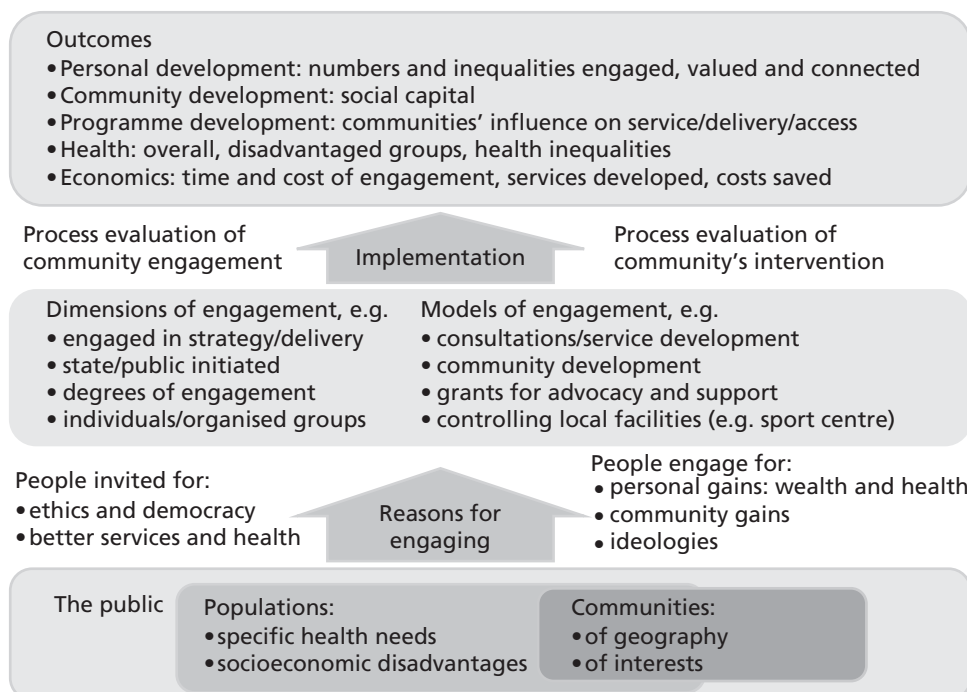 Outcomes
•Personal development: numbers and inequalities engaged, valued and connected
•Community development: social capital
•Programme development: communities’ influence on service/delivery/access
•Health: overall, disadvantaged groups, health inequalities
•Economics: time and cost of engagement, services developed, costs saved
Process evaluation of
community engagement
Implementation
Process evaluation of
community’s intervention
Dimensions of engagement, e.g.
• engaged in strategy/delivery
• state/public initiated
• degrees of engagement
• individuals/organised groups
Models of engagement, e.g.
• consultations/service development
• community development
• grants for advocacy and support
• controlling local facilities (e.g. sport centre)
People invited for:
•ethics and democracy
•better services and health
Reasons for
engaging
People engage for:
• personal gains: wealth and health
• community gains
• ideologies
The public
Populations:
•specific health needs
•socioeconomic disadvantages
Communities:
•of geography
•of interests